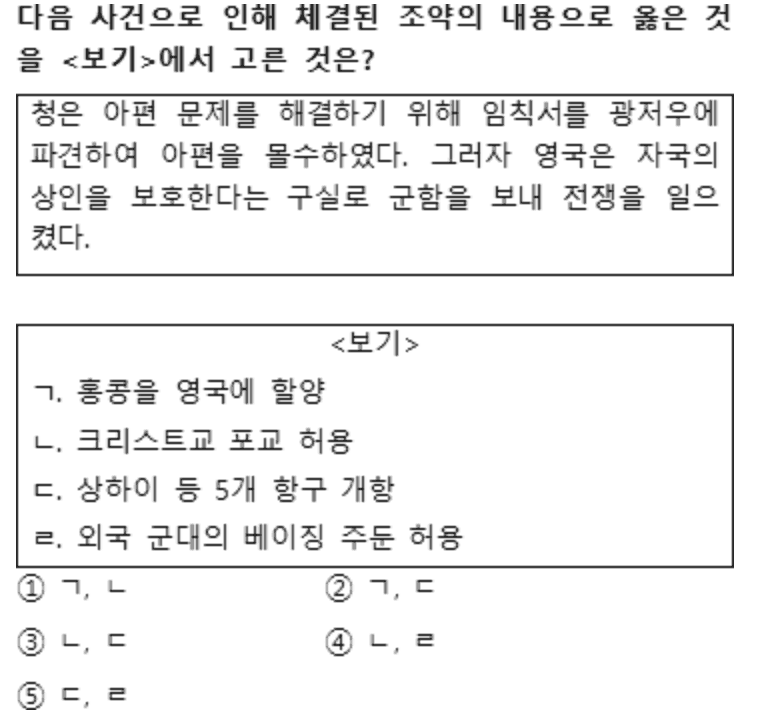 다음 사건으로 인해 체결된 조약의 내용으로 옳은 것
을 <보기>에서 고른 것은?
청은 아편 문제를 해결하기 위해 임칙서를 광저우에
파견하여 아편을 몰수하였다. 그러자 영국은 자국의
상인을 보호한다는 구실로 군함을 보내 전쟁을 일으
켰다.
<보기>
ㄱ. 홍콩을 영국에 할양
ㄴ. 크리스트교 포교 허용
ㄷ. 상하이 등 5개 항구 개항
ㄹ. 외국 군대의 베이징 주둔 허용
① ㄱ, ㄴ ② ㄱ, ㄷ
③ ㄴ, ㄷ ④ ㄴ, ㄹ
⑤ ㄷ, ㄹ